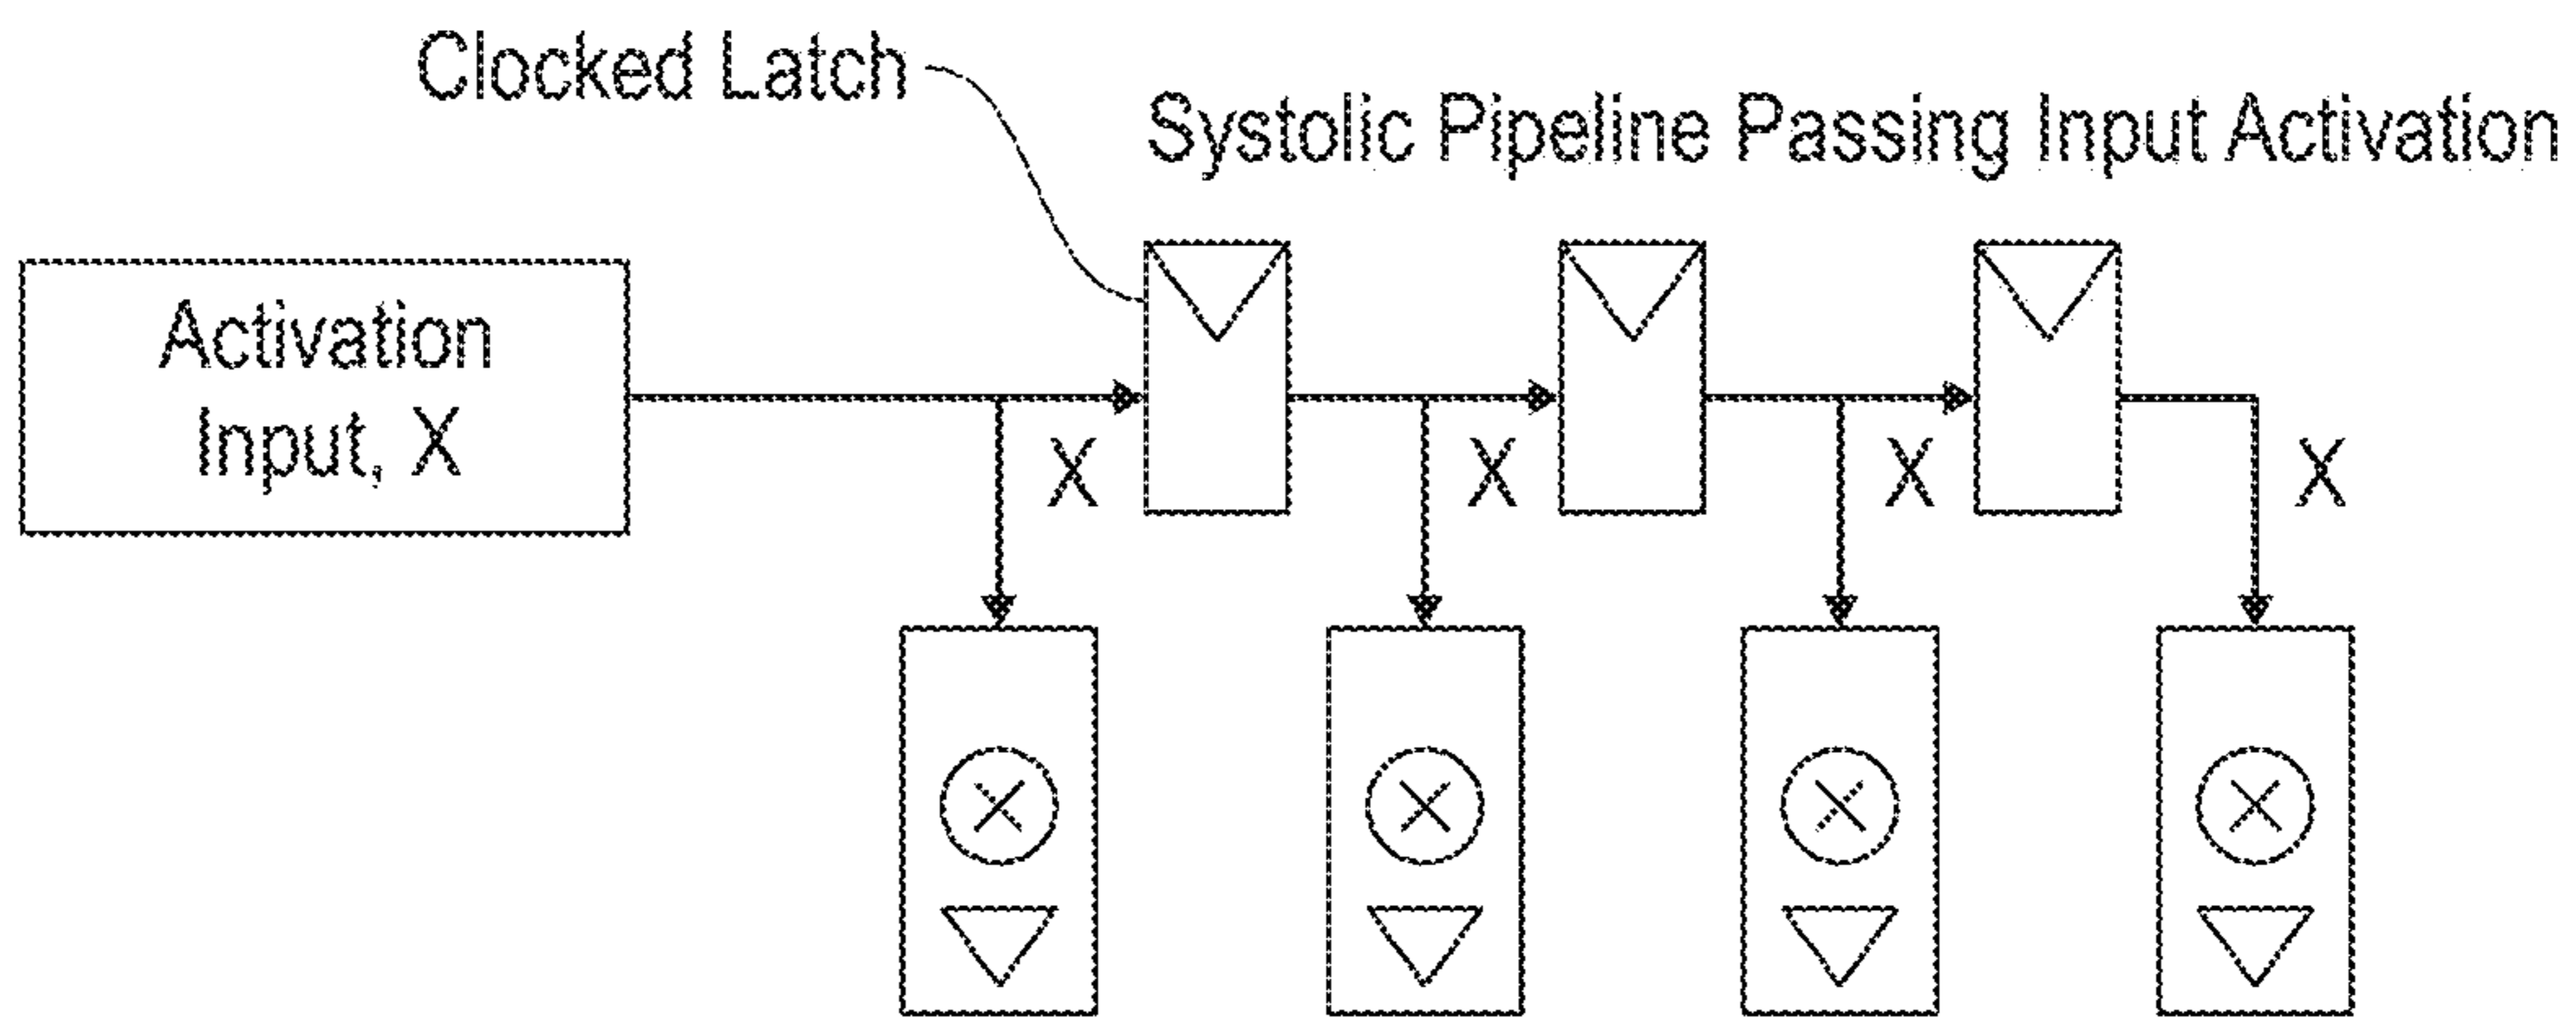 Clocked Latch
Systolic Pipeline Passing Input Activation
Activation
Input, X
X
X
X
X